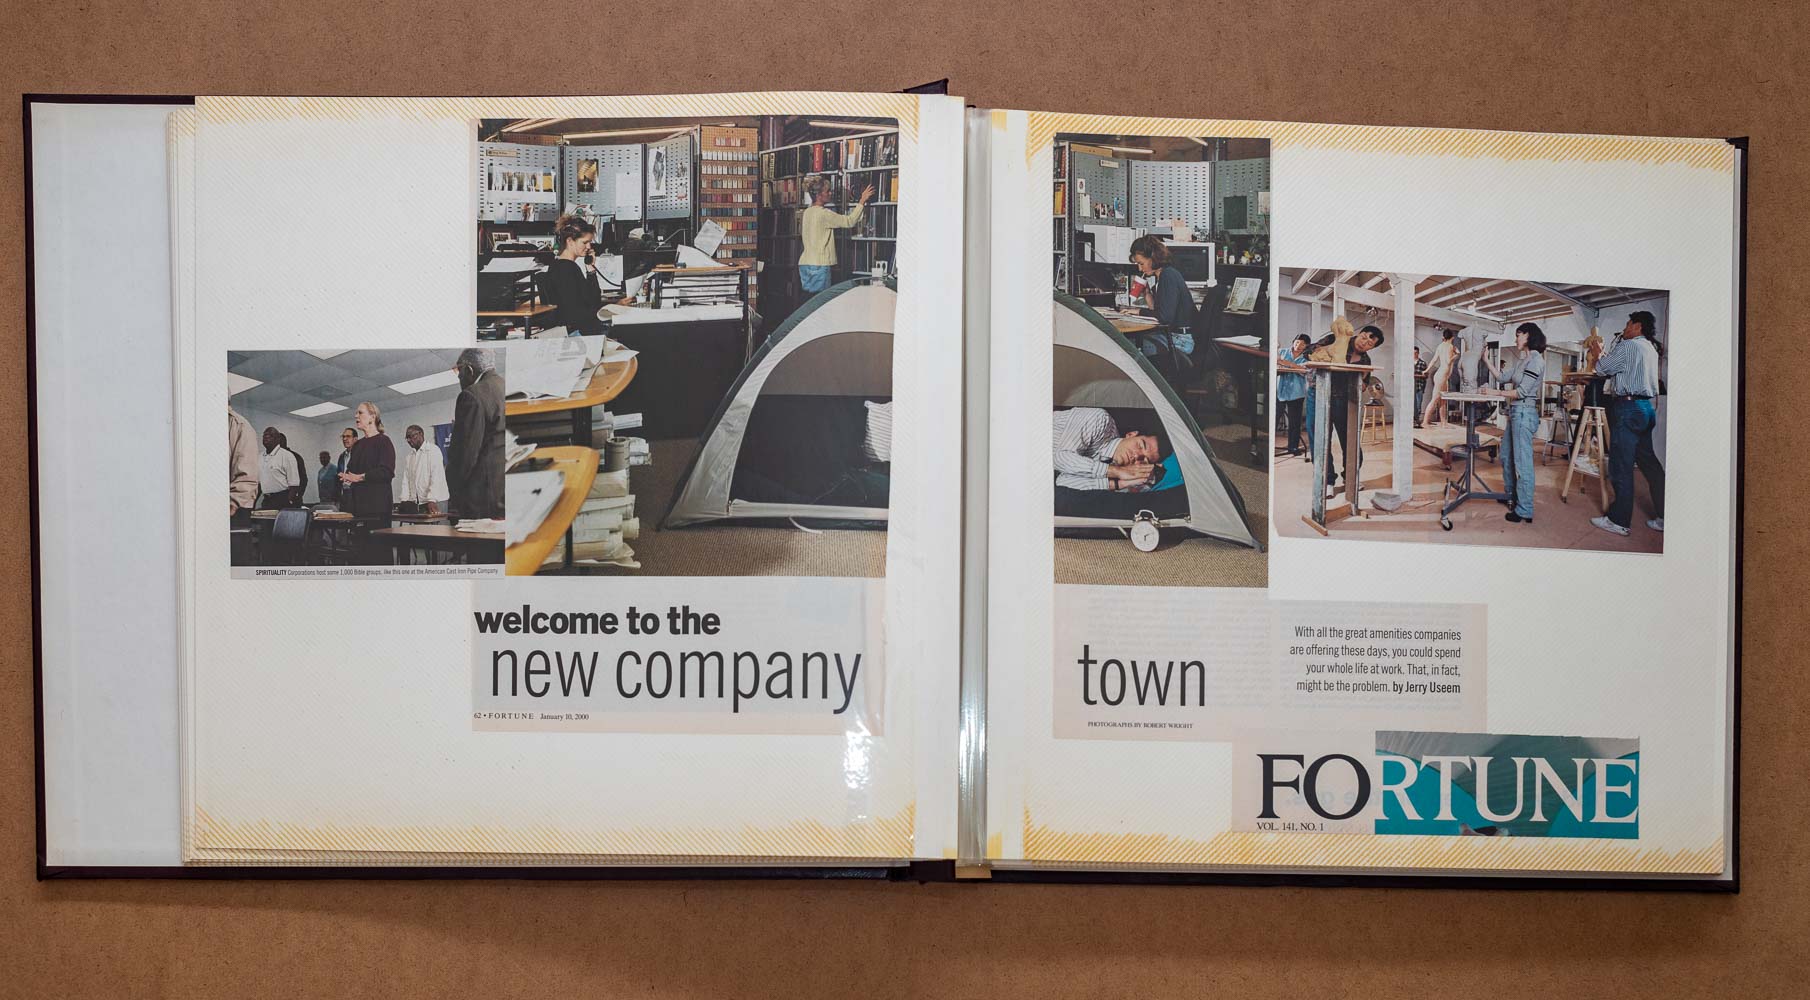 SPIRITUALITY Corporations host some 1,000 Bible groups, like this one at the American Cast Iron Pipe Company
welcome to the
new company
62 • FORTUNE January 10, 2000
town
PHOTOGRAPHS BY ROBERT WRIGHT
With all the great amenities companies
are offering these days, you could spend
your whole life at work. That, in fact,
might be the problem. by Jerry Useem
FORTUNE
VOL. 141, NO. 1